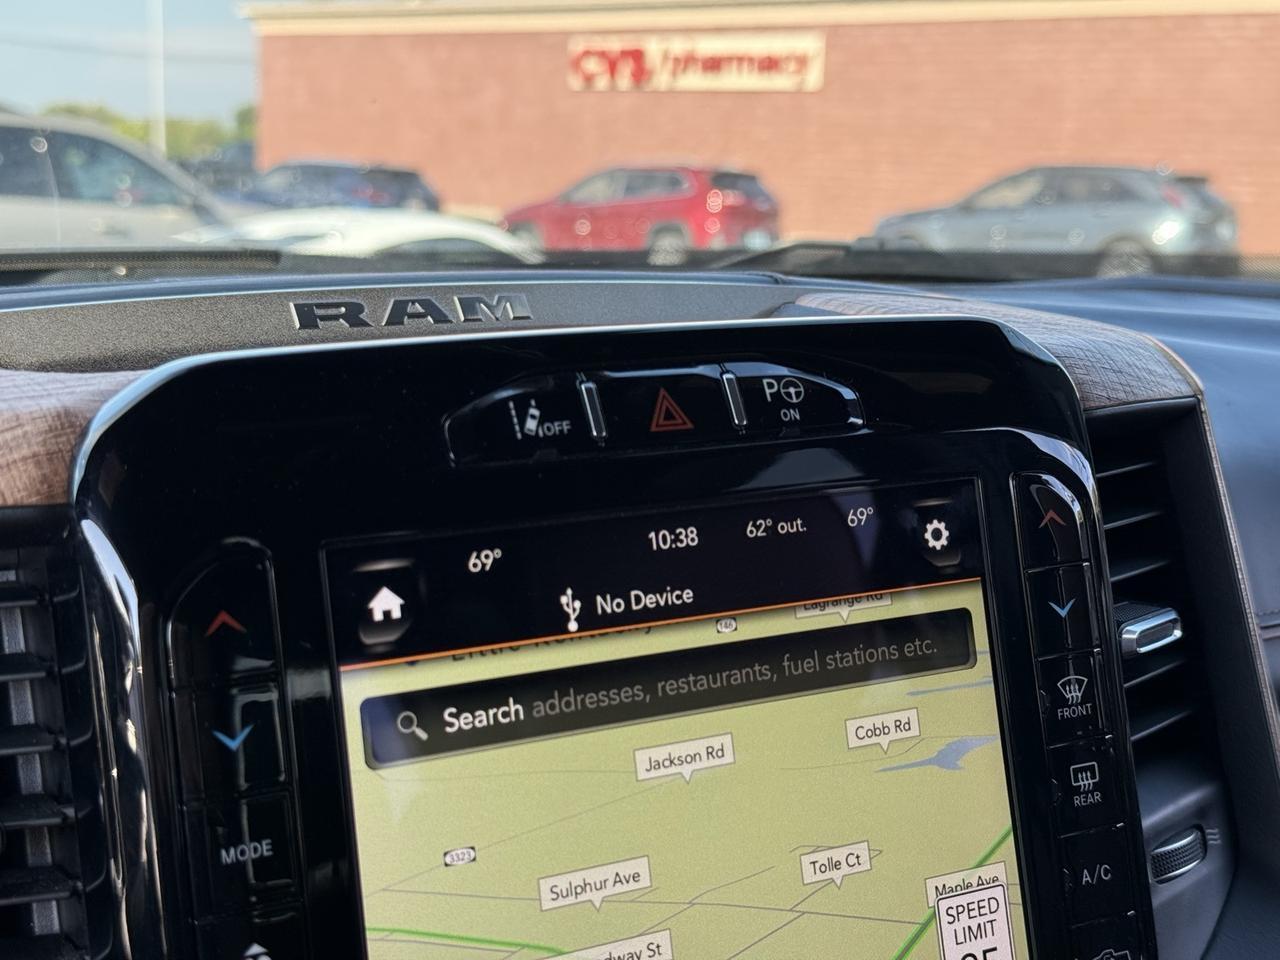 CVS/pharmacy
RAM
OFF
P
ON
69°
10:38
62° out.
69°
No Device
146
Lagrange Rd
Search addresses, restaurants, fuel stations etc.
Jackson Rd
Cobb Rd
3323
Sulphur Ave
Tolle Ct
Maple Ave
SPEED
LIMIT
dway St
MODE
FRONT
REAR
A/C